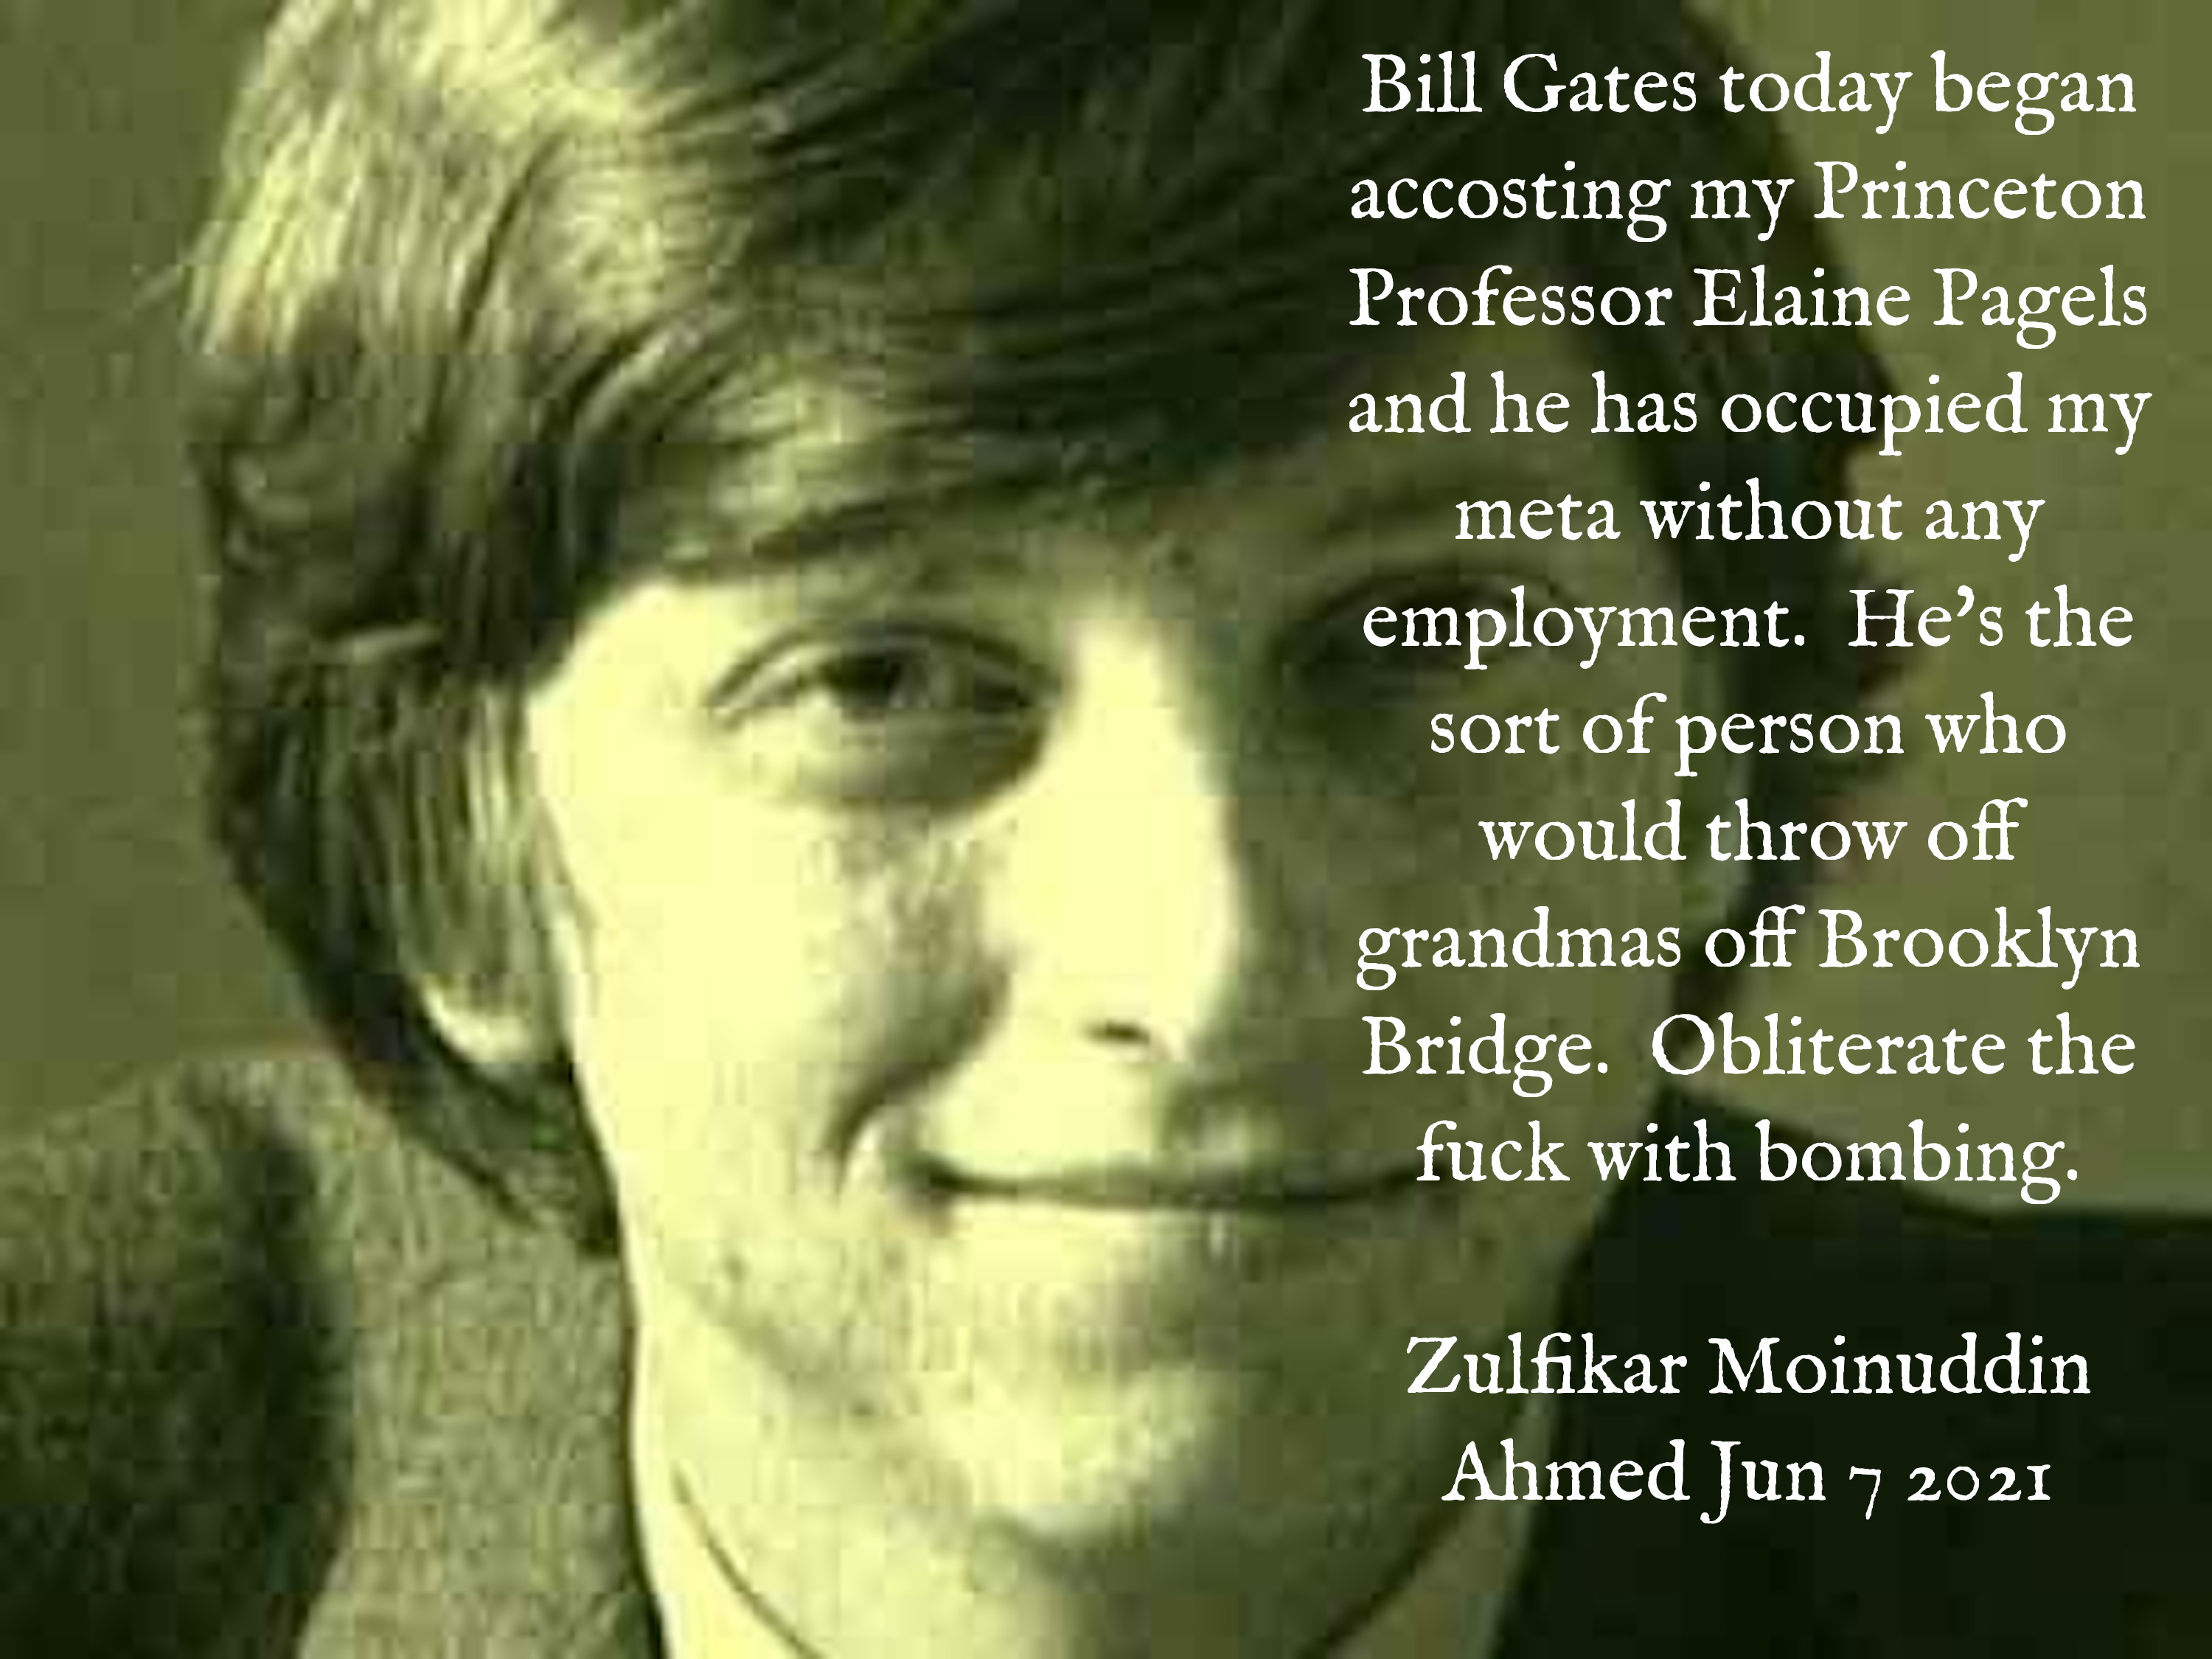 Bill Gates today began
accosting my Princeton
Professor Elaine Pagels
and he has occupied my
meta without any
employment.  He's the
sort of person who
would throw off
grandmas off Brooklyn
Bridge.  Obliterate the
fuck with bombing.
Zulfikar Moinuddin
Ahmed Jun 7 2021